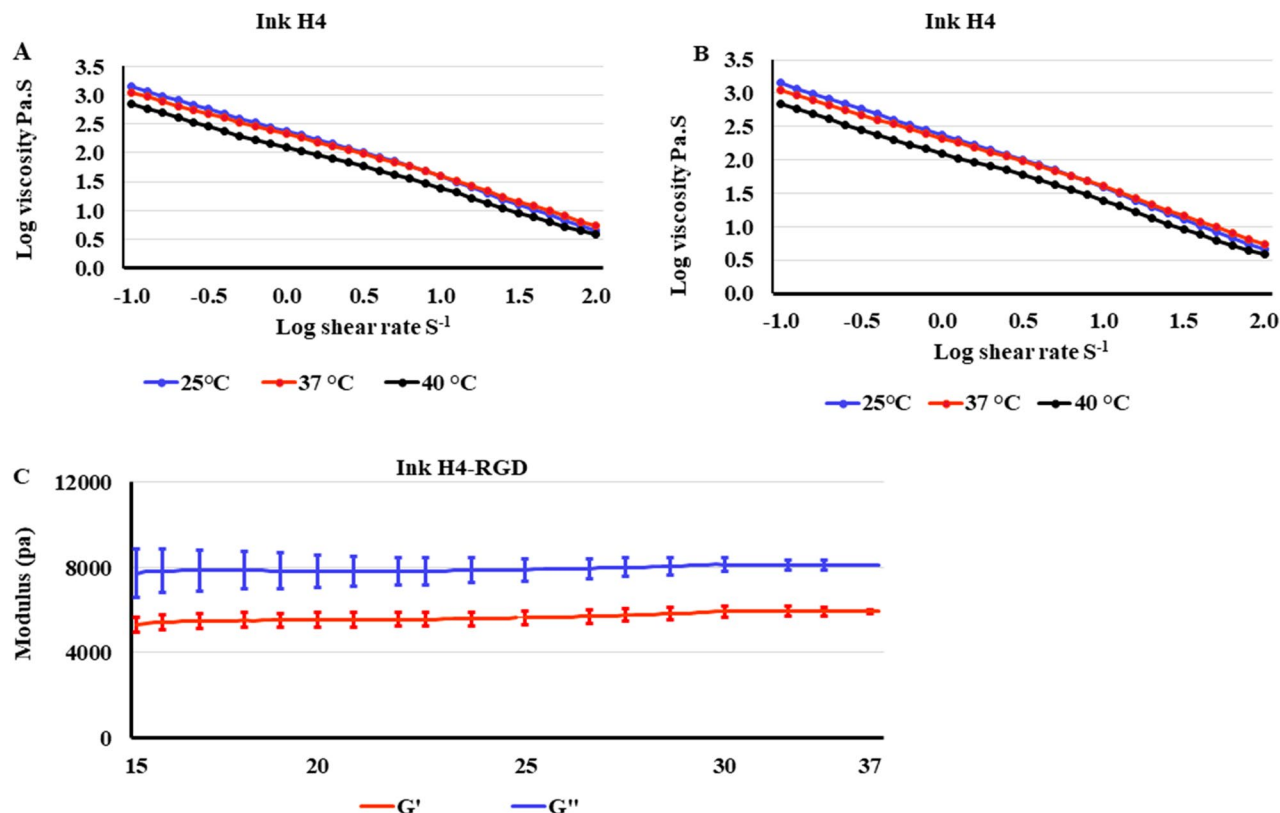 Ink H4
A
Log viscosity Pa.S
3.5
3.0
2.5
2.0
1.5
1.0
0.5
0.0
-1.0 -0.5 0.0 0.5 1.0 1.5 2.0
Log shear rate S-1
25°C 37 °C 40 °C
Ink H4
B
Log viscosity Pa.S
3.5
3.0
2.5
2.0
1.5
1.0
0.5
0.0
-1.0 -0.5 0.0 0.5 1.0 1.5 2.0
Log shear rate S-1
25°C 37 °C 40 °C
C
Ink H4-RGD
Modulus (pa)
12000
8000
4000
0
15 20 25 30 37
G' G"